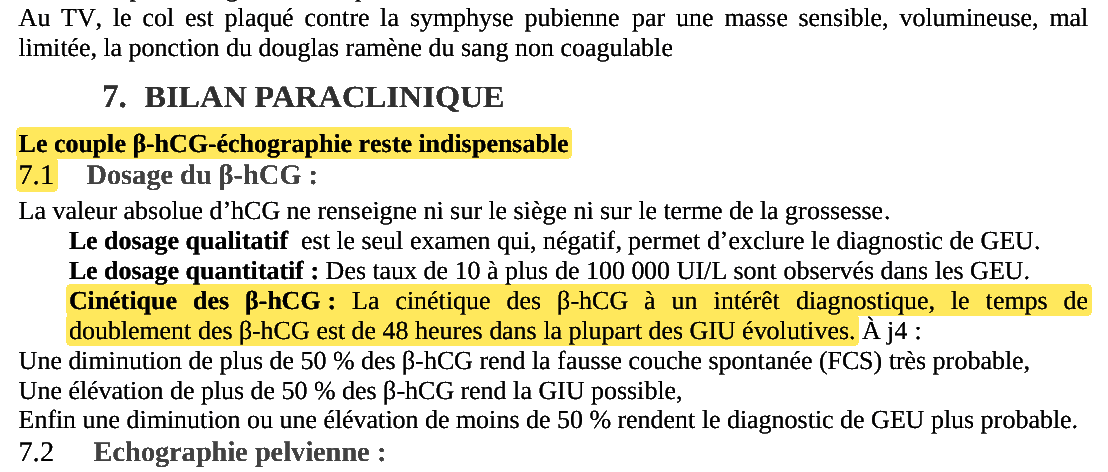 Au TV, le col est plaqué contre la symphyse pubienne par une masse sensible, volumineuse, mal
limitée, la ponction du douglas ramène du sang non coagulable
7. BILAN PARACLINIQUE
Le couple β-hCG-échographie reste indispensable
7.1 Dosage du β-hCG :
La valeur absolue d’hCG ne renseigne ni sur le siège ni sur le terme de la grossesse.
Le dosage qualitatif est le seul examen qui, négatif, permet d’exclure le diagnostic de GEU.
Le dosage quantitatif : Des taux de 10 à plus de 100 000 UI/L sont observés dans les GEU.
Cinétique des β-hCG : La cinétique des β-hCG à un intérêt diagnostique, le temps de
doublement des β-hCG est de 48 heures dans la plupart des GIU évolutives. À j4 :
Une diminution de plus de 50 % des β-hCG rend la fausse couche spontanée (FCS) très probable,
Une élévation de plus de 50 % des β-hCG rend la GIU possible,
Enfin une diminution ou une élévation de moins de 50 % rendent le diagnostic de GEU plus probable.
7.2 Echographie pelvienne :